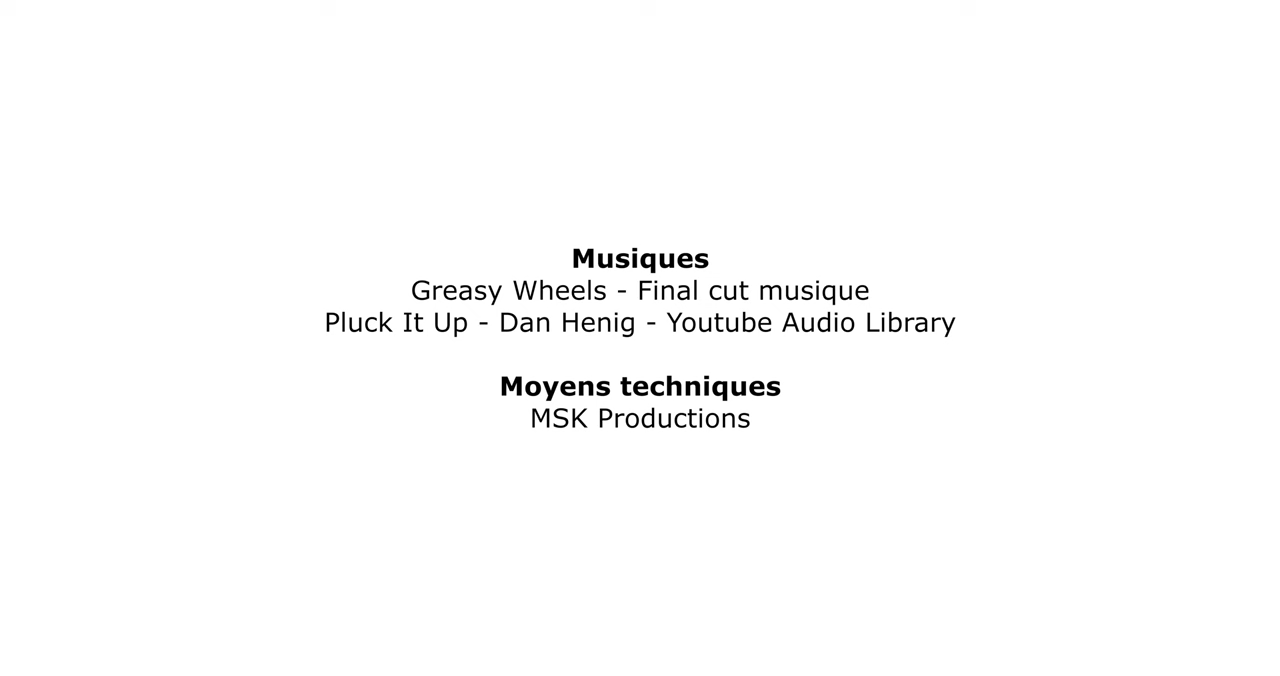 Musiques
Greasy Wheels - Final cut musique
Pluck It Up - Dan Henig - Youtube Audio Library
Moyens techniques
MSK Productions